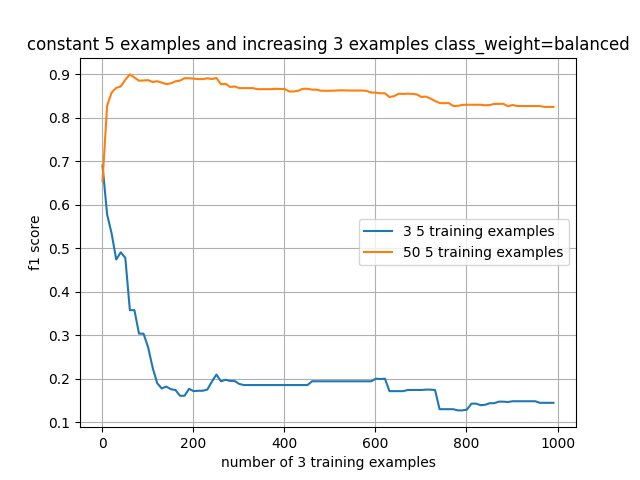 constant 5 examples and increasing 3 examples class_weight=balanced
0.9
0.8
0.7
0.6
0.5
0.4
0.3
0.2
0.1
f1 score
3 5 training examples
50 5 training examples
0 200 400 600 800 1000
number of 3 training examples